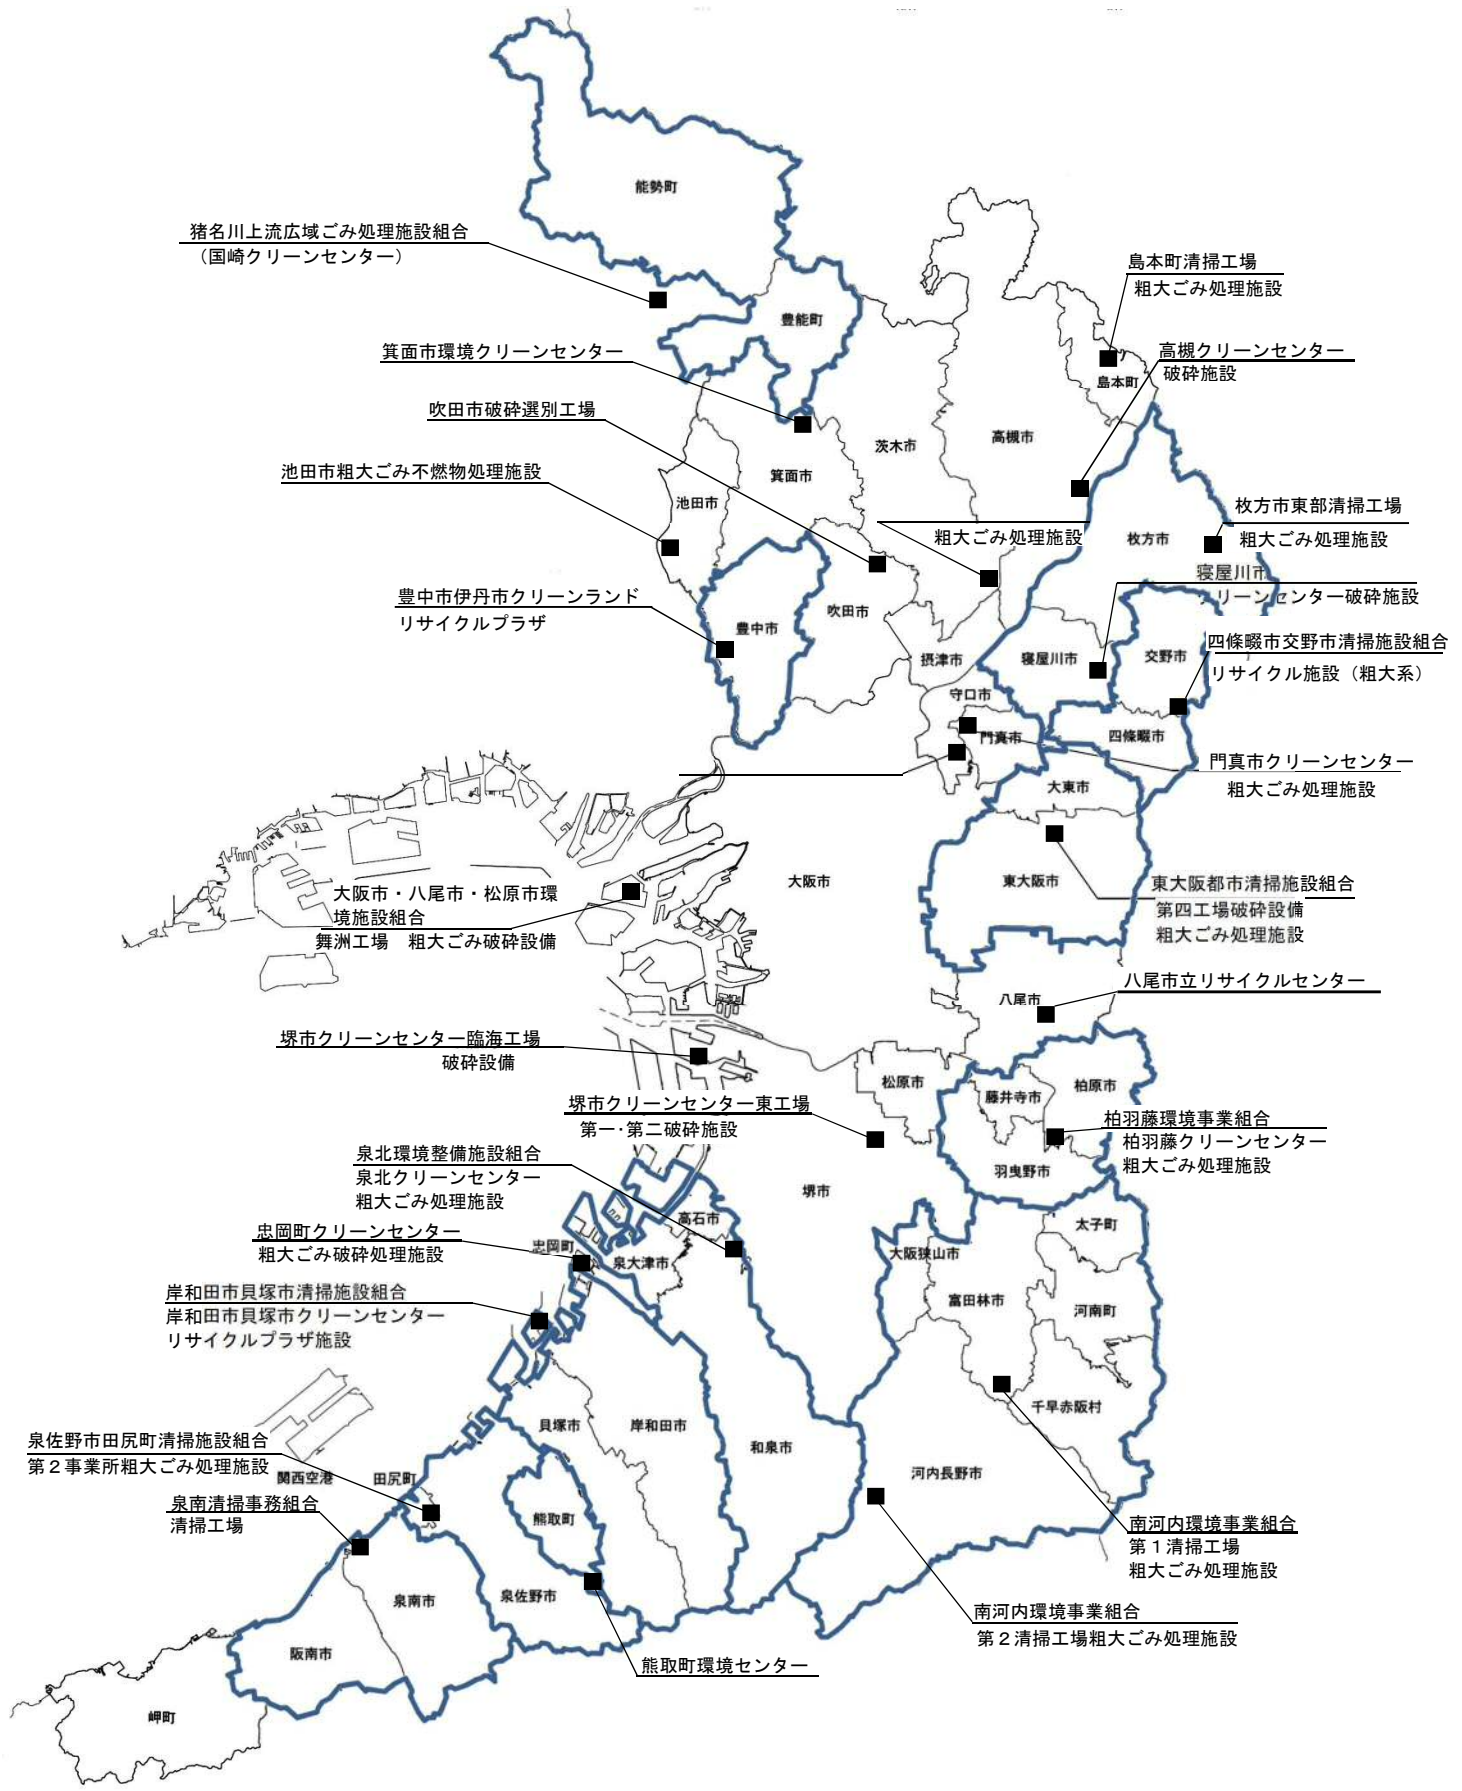 能勢町
猪名川上流広域ごみ処理施設組合
（国崎クリーンセンター）
島本町清掃工場
粗大ごみ処理施設
豊能町
箕面市環境クリーンセンター
高槻クリーンセンター
破砕施設
島本町
吹田市破砕選別工場
茨木市
高槻市
池田市粗大ごみ不燃物処理施設
箕面市
池田市
枚方市東部清掃工場
粗大ごみ処理施設
粗大ごみ処理施設
枚方市
寝屋川市
クリーンセンター破砕施設
豊中市伊丹市クリーンランド
リサイクルプラザ
吹田市
豊中市
四條畷市交野市清掃施設組合
リサイクル施設（粗大系）
摂津市
寝屋川市
交野市
守口市
門真市
四條畷市
門真市クリーンセンター
粗大ごみ処理施設
大東市
大阪市
東大阪市
東大阪都市清掃施設組合
第四工場破砕設備
粗大ごみ処理施設
大阪市・八尾市・松原市環
境施設組合
舞洲工場　粗大ごみ破砕設備
八尾市立リサイクルセンター
八尾市
堺市クリーンセンター臨海工場
破砕設備
松原市
藤井寺市
柏原市
堺市クリーンセンター東工場
第一・第二破砕施設
柏羽藤環境事業組合
柏羽藤クリーンセンター
粗大ごみ処理施設
泉北環境整備施設組合
泉北クリーンセンター
粗大ごみ処理施設
羽曳野市
堺市
高石市
太子町
忠岡町クリーンセンター
粗大ごみ破砕処理施設
忠岡町
泉大津市
大阪狭山市
岸和田市貝塚市清掃施設組合
岸和田市貝塚市クリーンセンター
リサイクルプラザ施設
富田林市
河南町
千早赤阪村
貝塚市
岸和田市
和泉市
泉佐野市田尻町清掃施設組合
第２事業所粗大ごみ処理施設
関西空港
田尻町
河内長野市
泉南清掃事務組合
清掃工場
熊取町
南河内環境事業組合
第１清掃工場
粗大ごみ処理施設
泉南市
泉佐野市
南河内環境事業組合
第２清掃工場粗大ごみ処理施設
阪南市
熊取町環境センター
岬町